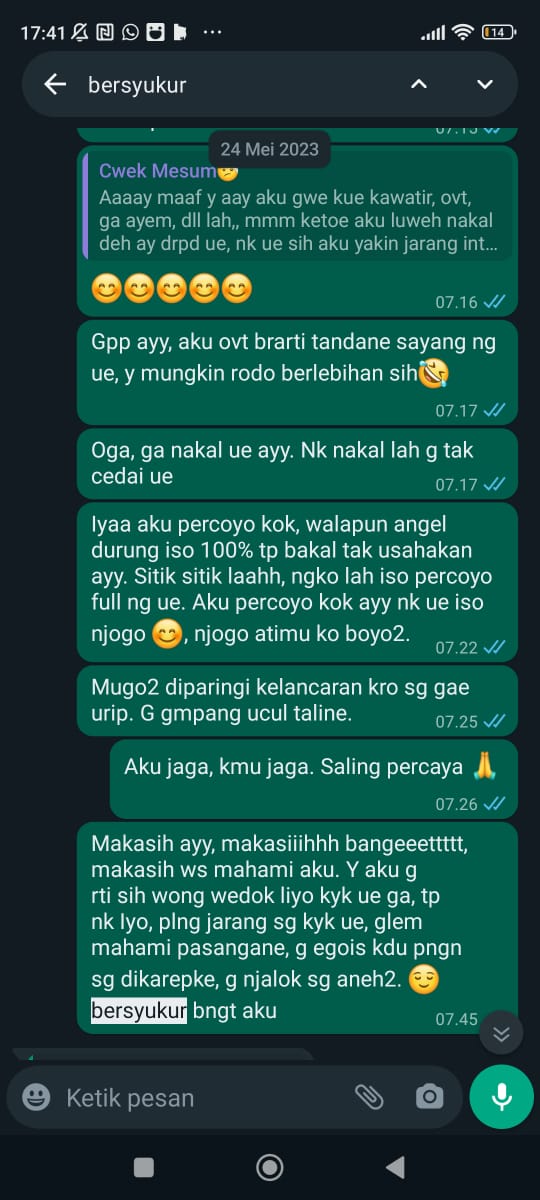 17:41
14
bersyukur
07.15
24 Mei 2023
Cwek Mesum🤔
Aaaay maaf y aay aku gwe kue kawatir, ovt,
ga ayem, dll lah,, mmm ketoe aku luweh nakal
deh ay drpd ue, nk ue sih aku yakin jarang int...
😊😊😊😊😊
07.16
Gpp ayy, aku ovt brarti tandane sayang ng
ue, y mungkin rodo berlebihan sih🤣
07.17
Oga, ga nakal ue ayy. Nk nakal lah g tak
cedai ue
07.17
Iyaa aku percoyo kok, walapun angel
durung iso 100% tp bakal tak usahakan
ayy. Sitik sitik laahh, ngko lah iso percoyo
full ng ue. Aku percoyo kok ayy nk ue iso
njogo 😊, njogo atimu ko boyo2.
07.22
Mugo2 diparingi kelancaran kro sg gae
urip. G gmpang ucul taline.
07.25
Aku jaga, kmu jaga. Saling percaya 🙏
07.26
Makasih ayy, makasiiihhh bangeeettttt,
makasih ws mahami aku. Y aku g
rti sih wong wedok liyo kyk ue ga, tp
nk Iyo, plng jarang sg kyk ue, glem
mahami pasangane, g egois kdu pngn
sg dikarepke, g njalok sg aneh2. 😌
bersyukur bngt aku
07.45
Ketik pesan